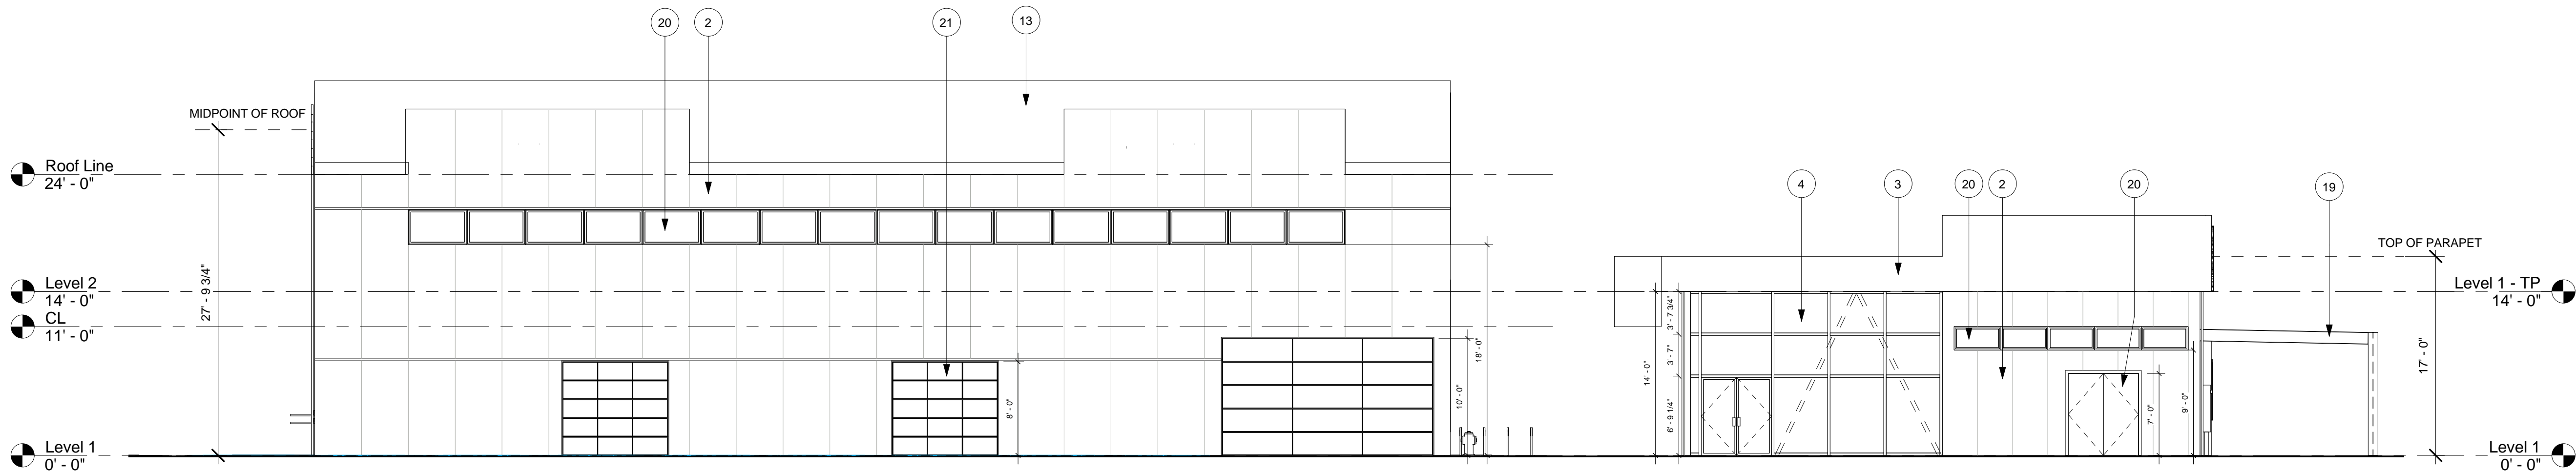 20
2
21
13
MIDPOINT OF ROOF
Roof Line
24' - 0"
4
3
20
2
20
19
TOP OF PARAPET
27' - 9 3/4"
Level 2
14' - 0"
Level 1 - TP
14' - 0"
CL
11' - 0"
8' - 0"
10' - 0"
18' - 0"
14' - 0"
3' - 7 3/4"
3' - 7"
6' - 9 1/4"
7' - 0"
9' - 0"
17' - 0"
Level 1
0' - 0"
Level 1
0' - 0"